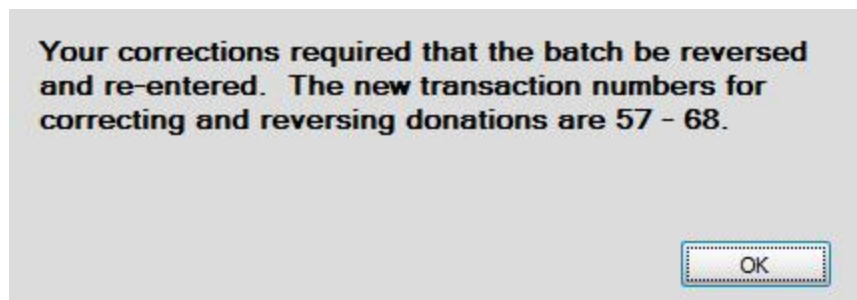 Your corrections required that the batch be reversed
and re-entered.  The new transaction numbers for
correcting and reversing donations are 57 - 68.
OK